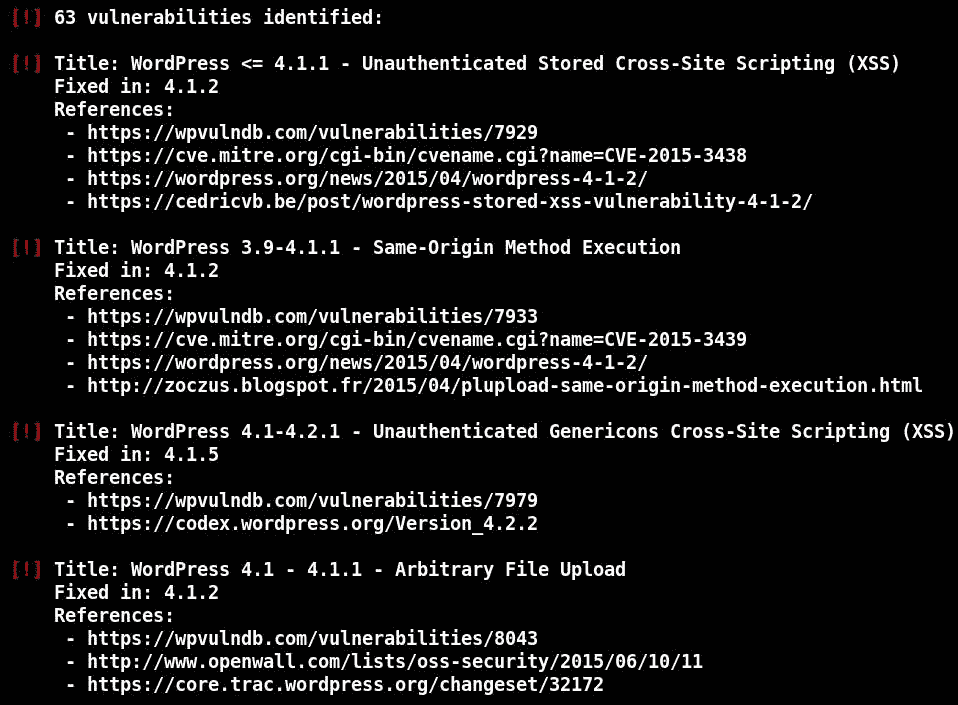 [!] 63 vulnerabilities identified:
[!] Title: WordPress <= 4.1.1 - Unauthenticated Stored Cross-Site Scripting (XSS)
Fixed in: 4.1.2
References:
- https://wpvulndb.com/vulnerabilities/7929
- https://cve.mitre.org/cgi-bin/cvename.cgi?name=CVE-2015-3438
- https://wordpress.org/news/2015/04/wordpress-4-1-2/
- https://cedricvb.be/post/wordpress-stored-xss-vulnerability-4-1-2/
[!] Title: WordPress 3.9-4.1.1 - Same-Origin Method Execution
Fixed in: 4.1.2
References:
- https://wpvulndb.com/vulnerabilities/7933
- https://cve.mitre.org/cgi-bin/cvename.cgi?name=CVE-2015-3439
- https://wordpress.org/news/2015/04/wordpress-4-1-2/
- http://zoczus.blogspot.fr/2015/04/plupload-same-origin-method-execution.html
[!] Title: WordPress 4.1-4.2.1 - Unauthenticated Genericons Cross-Site Scripting (XSS)
Fixed in: 4.1.5
References:
- https://wpvulndb.com/vulnerabilities/7979
- https://codex.wordpress.org/Version_4.2.2
[!] Title: WordPress 4.1 - 4.1.1 - Arbitrary File Upload
Fixed in: 4.1.2
References:
- https://wpvulndb.com/vulnerabilities/8043
- http://www.openwall.com/lists/oss-security/2015/06/10/11
- https://core.trac.wordpress.org/changeset/32172